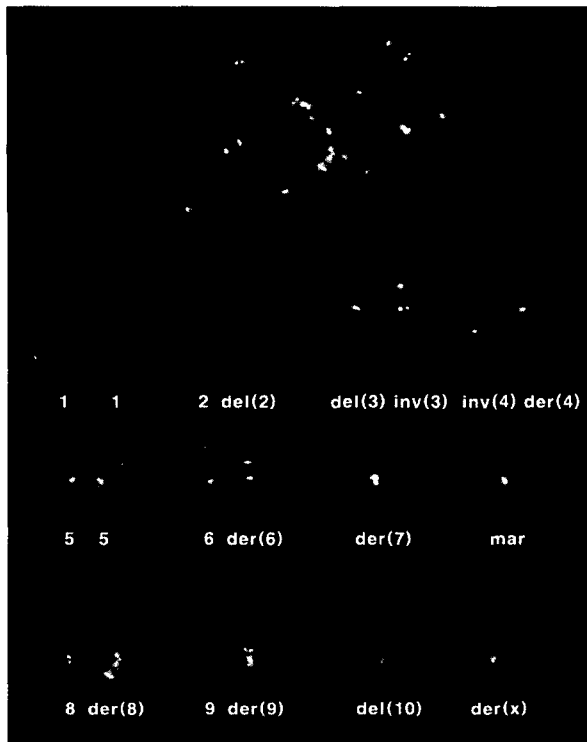 1 1 2 del(2) del(3) inv(3) inv(4) der(4)
5 5 6 der(6) der(7) mar
8 der(8) 9 der(9) del(10) der(x)